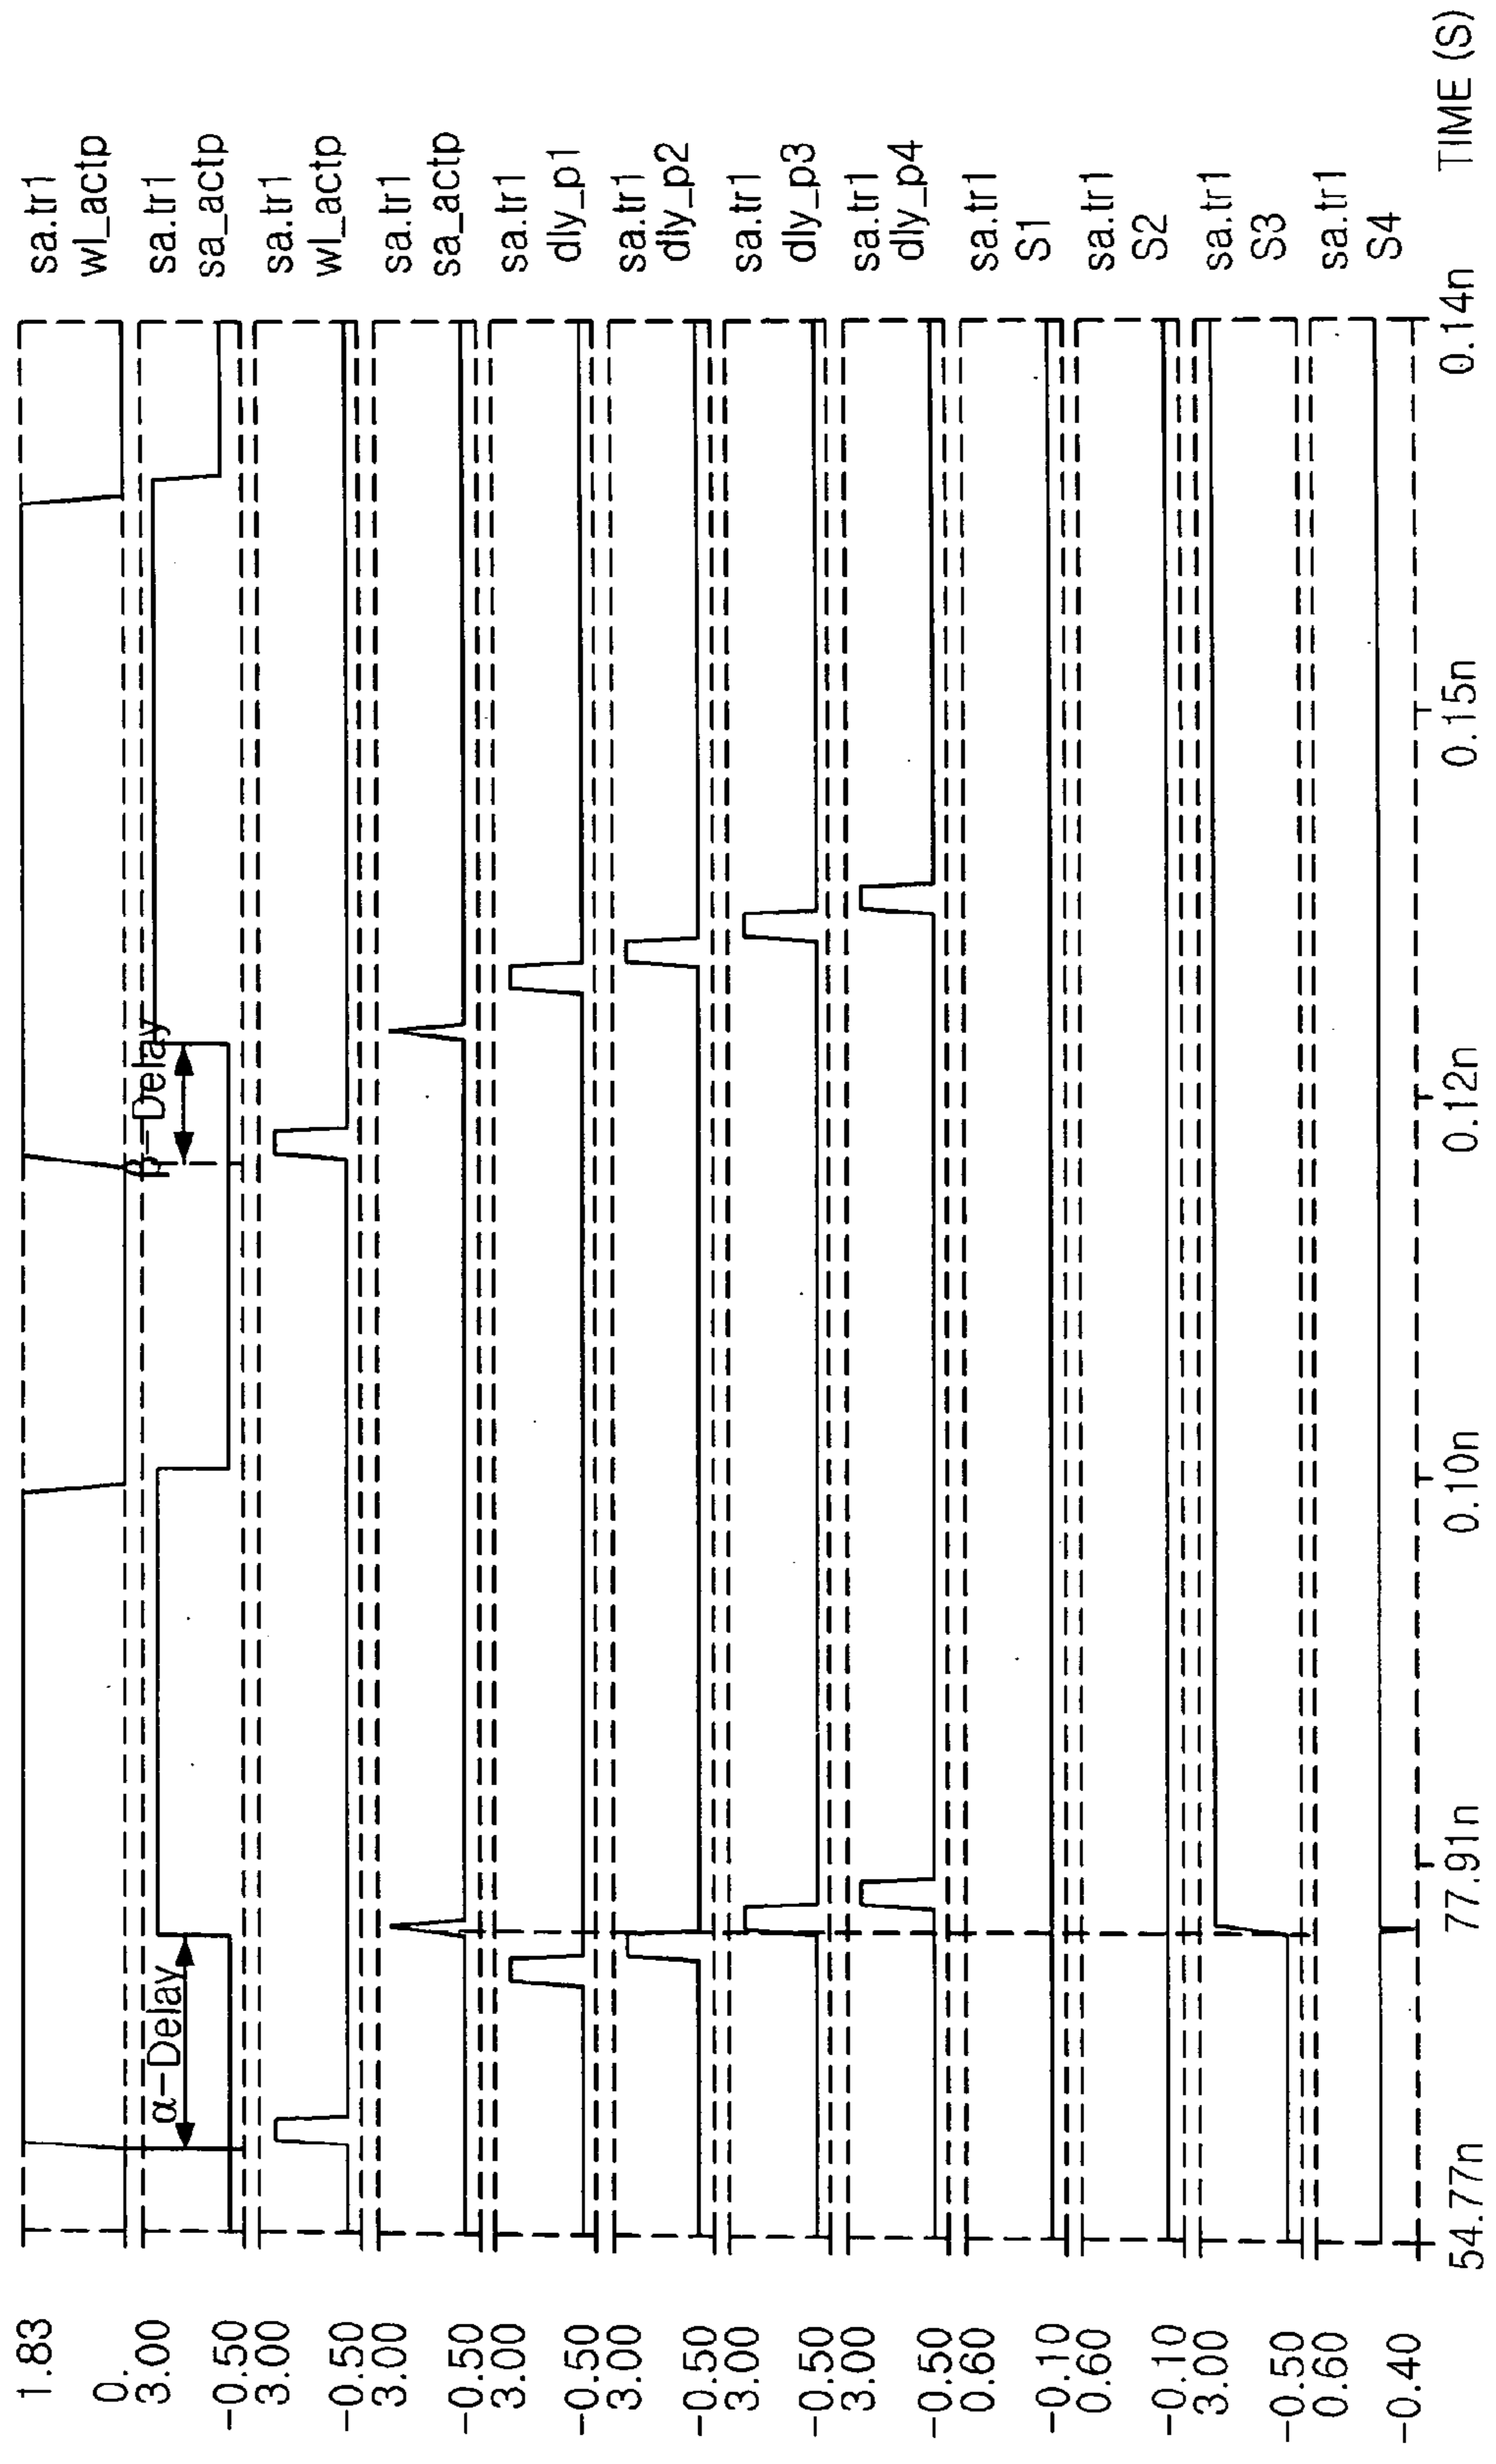 1.83
0.
sa.tr1
wl_actp
3.00
-0.50
α-Delay
β-Delay
sa.tr1
sa_actp
3.00
-0.50
sa.tr1
wl_actp
3.00
-0.50
sa.tr1
sa_actp
3.00
-0.50
sa.tr1
dly_p1
3.00
-0.50
sa.tr1
dly_p2
3.00
-0.50
sa.tr1
dly_p3
3.00
-0.50
sa.tr1
dly_p4
0.60
-0.10
sa.tr1
S1
0.60
-0.10
sa.tr1
S2
3.00
-0.50
sa.tr1
S3
0.60
-0.40
sa.tr1
S4
54.77n 77.91n 0.10n 0.12n 0.15n 0.14n TIME (S)